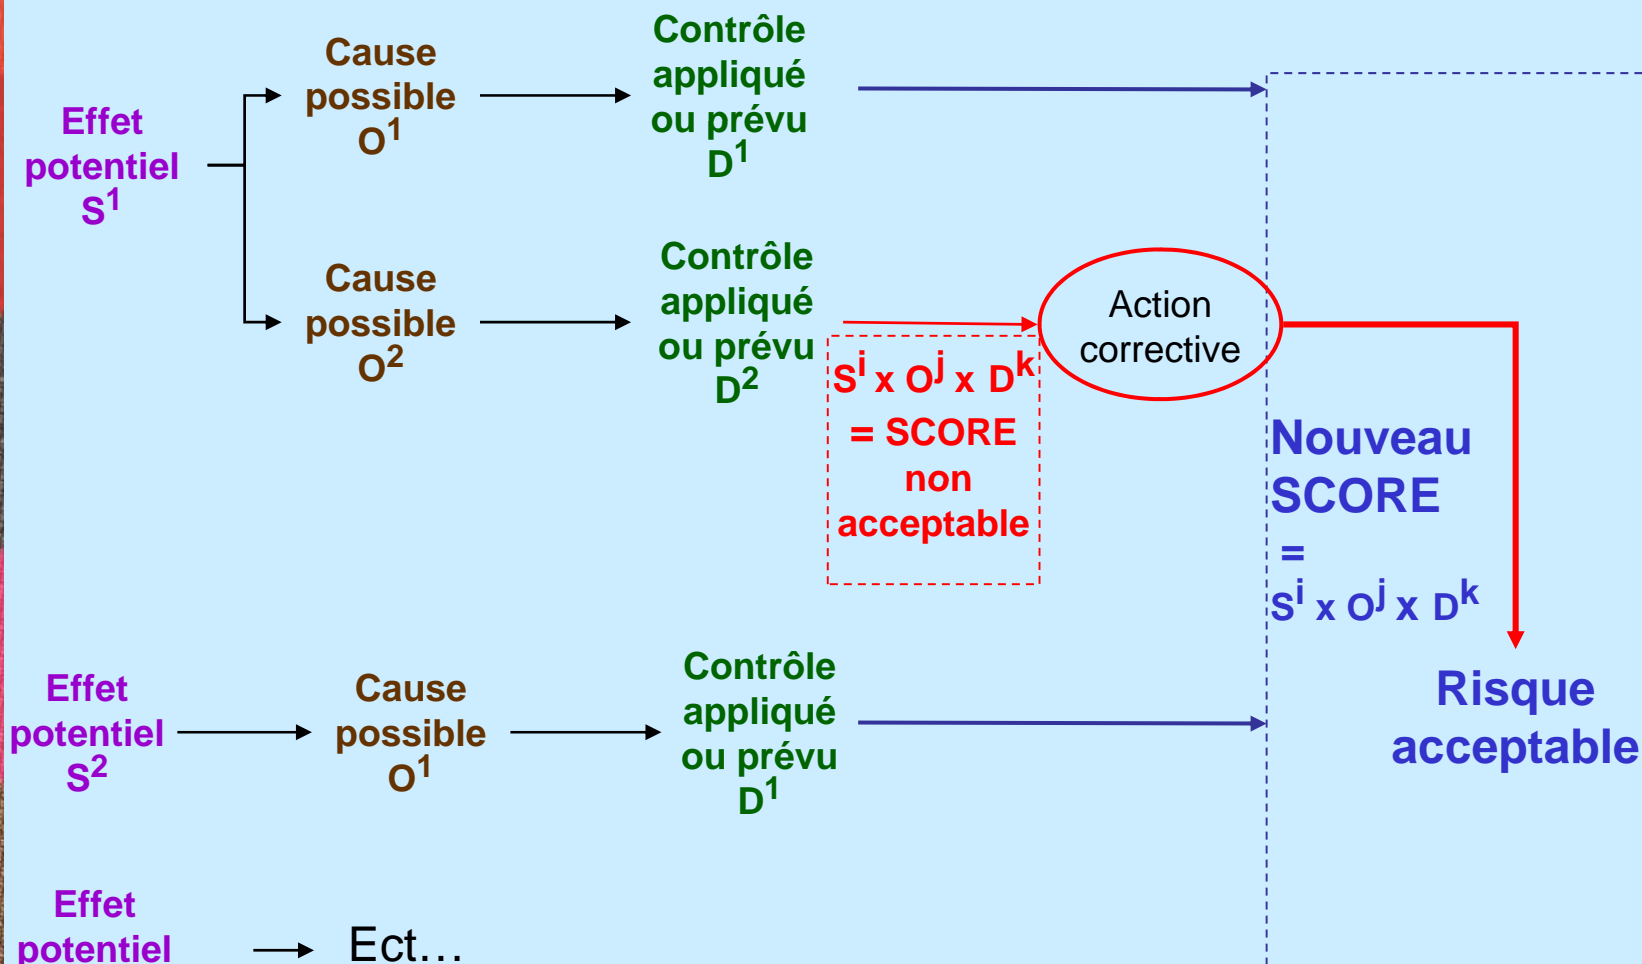 Effet
potentiel
S¹
Cause
possible
O¹
Contrôle
appliqué
ou prévu
D¹
Cause
possible
O²
Contrôle
appliqué
ou prévu
D²
Sⁱ x Oʲ x Dᵏ
= SCORE
non
acceptable
Action
corrective
Nouveau
SCORE
=
Sⁱ x Oʲ x Dᵏ
Risque
acceptable
Effet
potentiel
S²
Cause
possible
O¹
Contrôle
appliqué
ou prévu
D¹
Effet
potentiel
Ect…